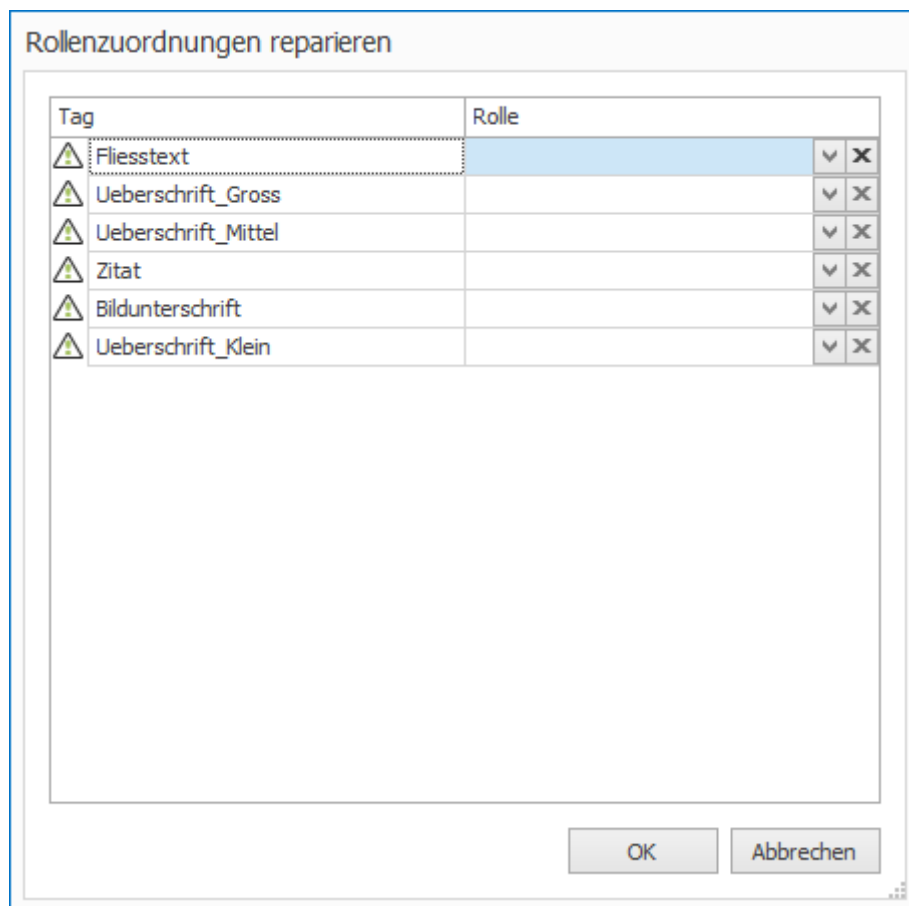 Rollenzuordnungen reparieren
Tag Rolle
Fliesstext
Ueberschrift_Gross
Ueberschrift_Mittel
Zitat
Bildunterschrift
Ueberschrift_Klein
OK Abbrechen